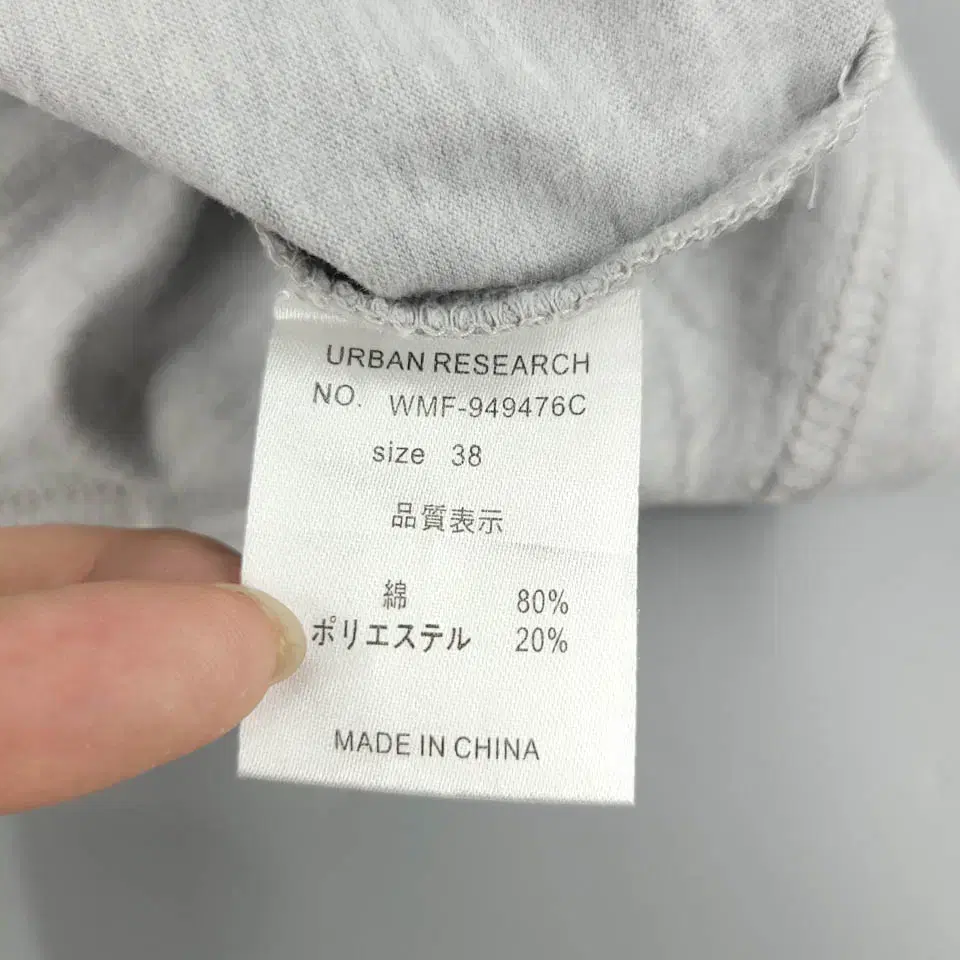 URBAN RESEARCH
NO. WMF-949476C
size 38
品質表示
綿 80%
ポリエステル 20%
MADE IN CHINA